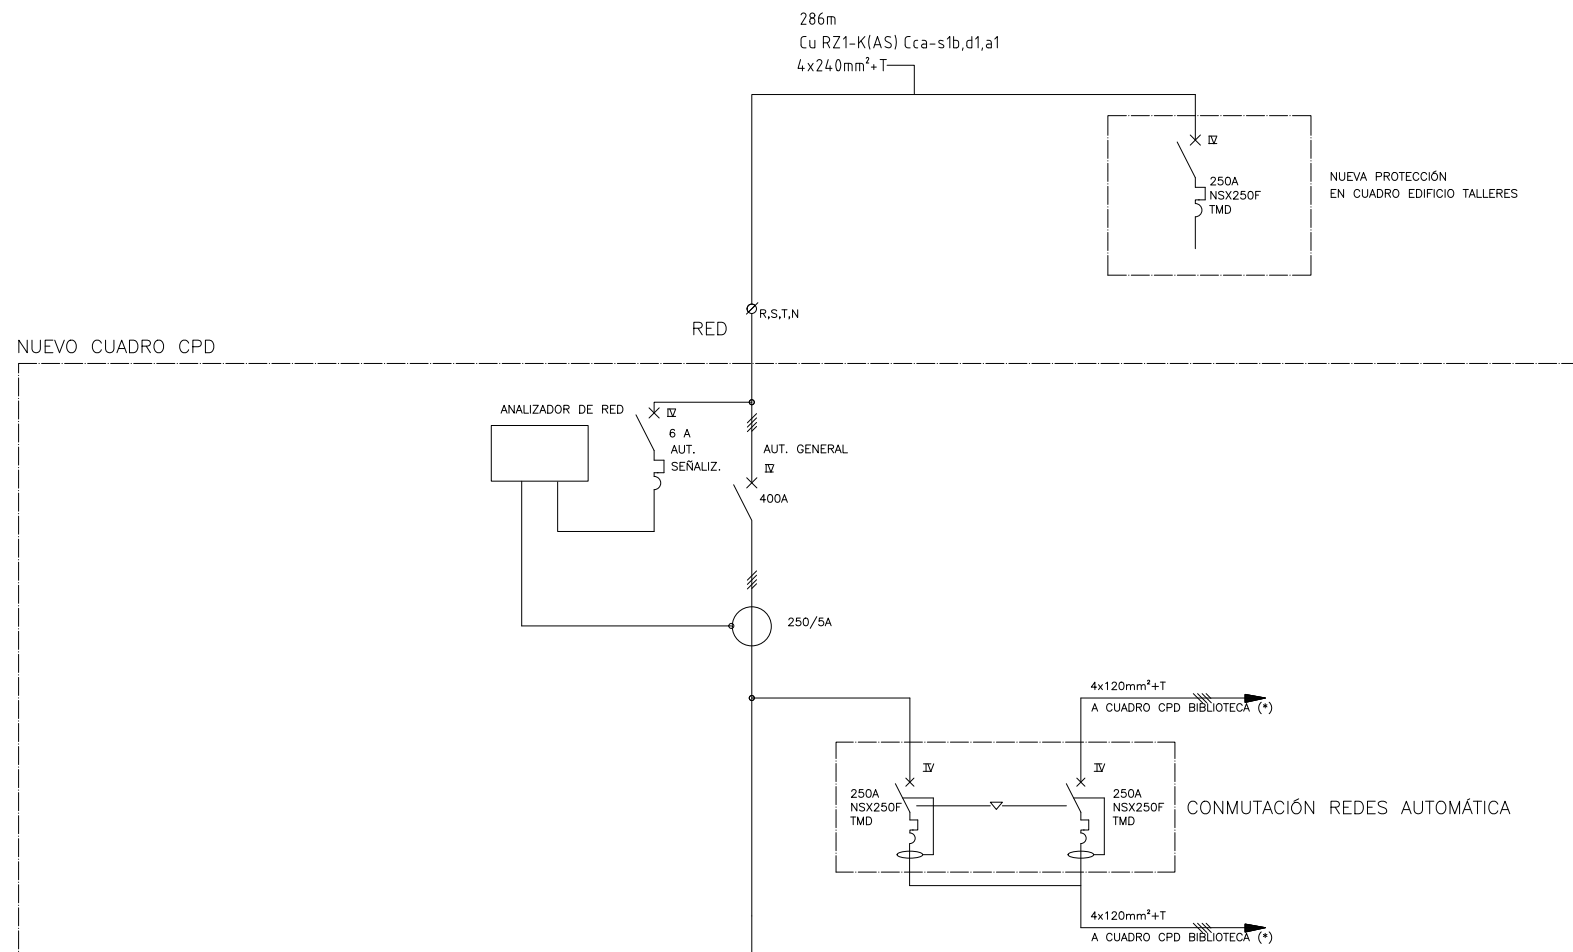 286m
Cu RZ1-K(AS) Cca-s1b,d1,a1
4x240mm²+T
IV
250A
NSX250F
TMD
NUEVA PROTECCIÓN
EN CUADRO EDIFICIO TALLERES
R,S,T,N
RED
NUEVO CUADRO CPD
ANALIZADOR DE RED
IV
6 A
AUT.
SEÑALIZ.
AUT. GENERAL
IV
400A
250/5A
4x120mm²+T
A CUADRO CPD BIBLIOTECA (*)
IV
250A
NSX250F
TMD
IV
250A
NSX250F
TMD
CONMUTACIÓN REDES AUTOMÁTICA
4x120mm²+T
A CUADRO CPD BIBLIOTECA (*)